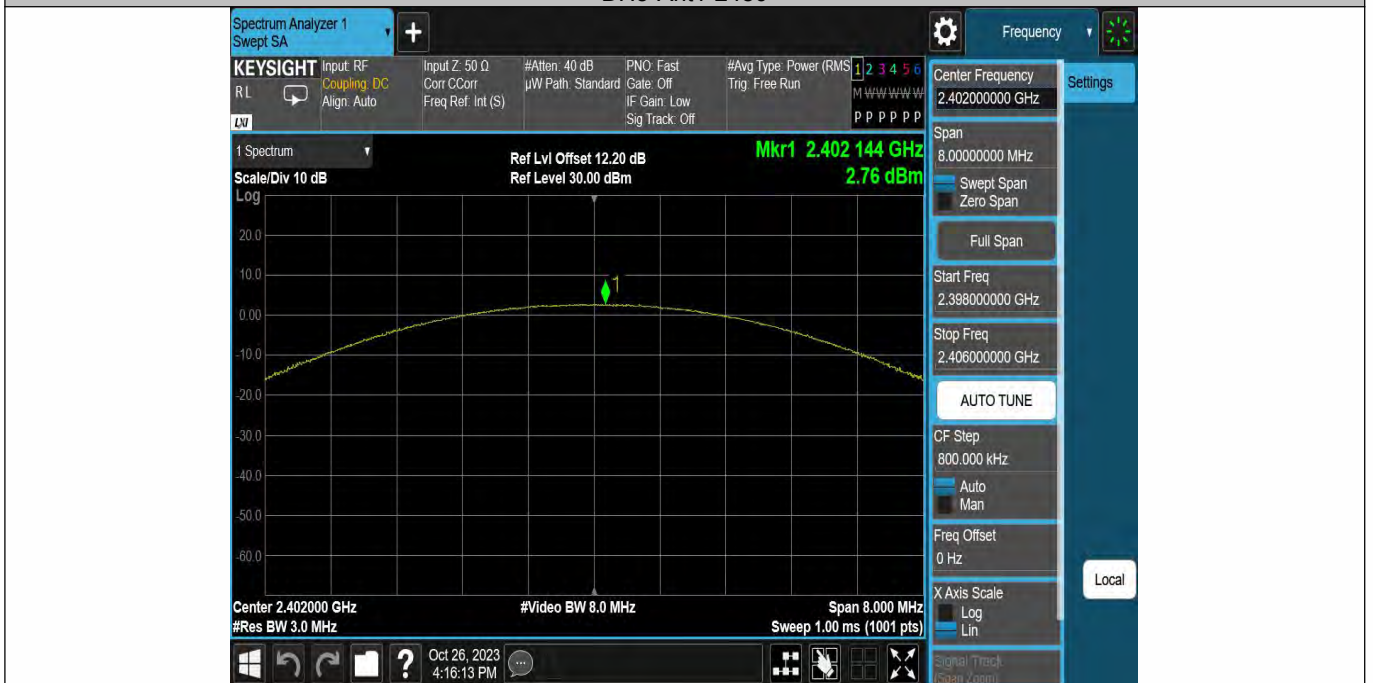 Spectrum Analyzer 1
Swept SA
Frequency
KEYSIGHT
RL
LXI
Input: RF
Coupling: DC
Align: Auto
Input Z: 50 Ω
Corr CCorr
Freq Ref: Int (S)
#Atten: 40 dB
µW Path: Standard
PNO: Fast
Gate: Off
IF Gain: Low
Sig Track: Off
#Avg Type: Power (RMS
Trig: Free Run
1 2 3 4 5 6
M W W W W W
P P P P P P
1 Spectrum
Scale/Div 10 dB
Ref Lvl Offset 12.20 dB
Ref Level 30.00 dBm
Mkr1 2.402 144 GHz
2.76 dBm
Log
20.0
10.0
0.00
-10.0
-20.0
-30.0
-40.0
-50.0
-60.0
1
Center 2.402000 GHz
#Res BW 3.0 MHz
#Video BW 8.0 MHz
Span 8.000 MHz
Sweep 1.00 ms (1001 pts)
Center Frequency
2.402000000 GHz
Settings
Span
8.00000000 MHz
Swept Span
Zero Span
Full Span
Start Freq
2.398000000 GHz
Stop Freq
2.406000000 GHz
AUTO TUNE
CF Step
800.000 kHz
Auto
Man
Freq Offset
0 Hz
X Axis Scale
Log
Lin
Signal Track
(Span Zoom)
Local
?
Oct 26, 2023
4:16:13 PM